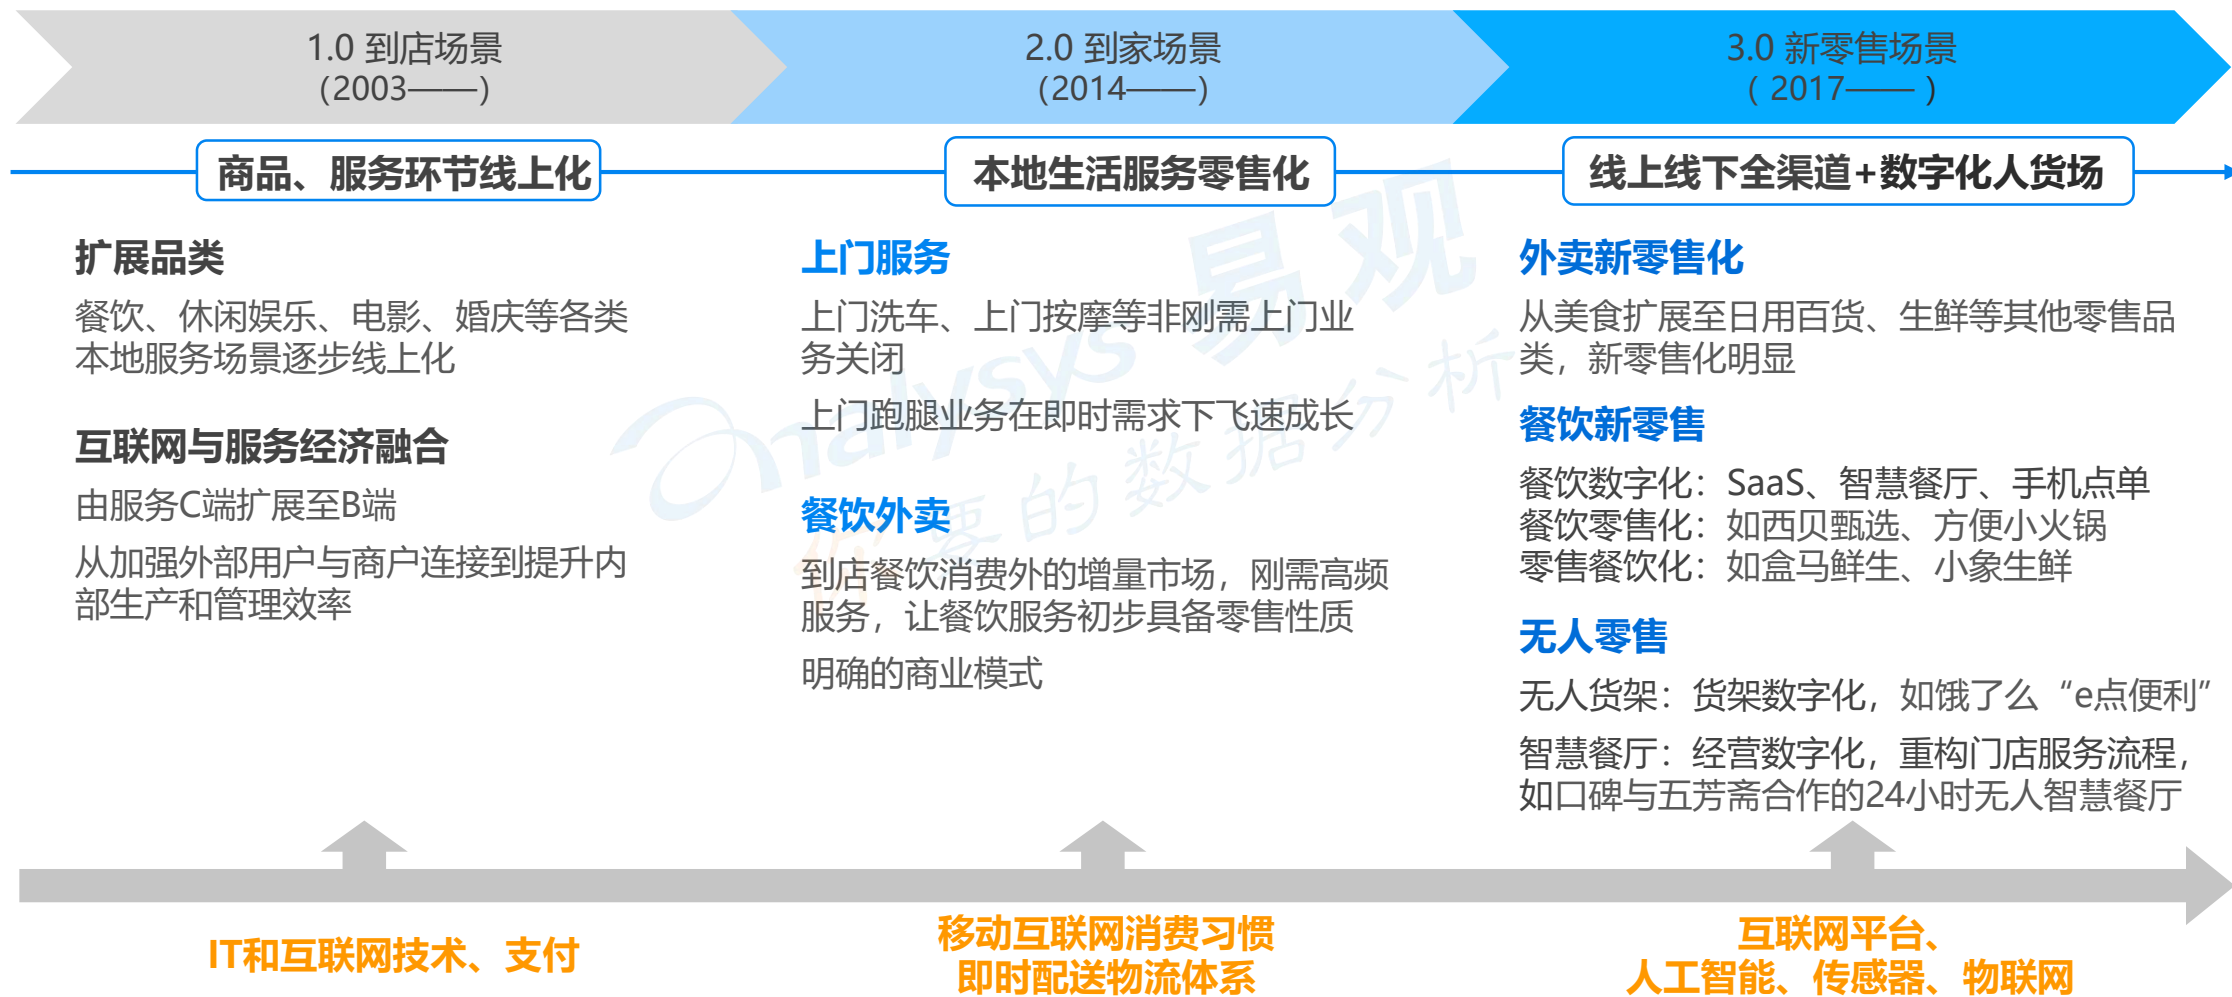 1.0 到店场景
（2003——）
2.0 到家场景
（2014——）
3.0 新零售场景
（ 2017—— ）
商品、服务环节线上化
本地生活服务零售化
线上线下全渠道+数字化人货场
扩展品类
餐饮、休闲娱乐、电影、婚庆等各类
本地服务场景逐步线上化
互联网与服务经济融合
由服务C端扩展至B端
从加强外部用户与商户连接到提升内
部生产和管理效率
上门服务
上门洗车、上门按摩等非刚需上门业
务关闭
上门跑腿业务在即时需求下飞速成长
餐饮外卖
到店餐饮消费外的增量市场，刚需高频
服务，让餐饮服务初步具备零售性质
明确的商业模式
外卖新零售化
从美食扩展至日用百货、生鲜等其他零售品
类，新零售化明显
餐饮新零售
餐饮数字化：SaaS、智慧餐厅、手机点单
餐饮零售化：如西贝甄选、方便小火锅
零售餐饮化：如盒马鲜生、小象生鲜
无人零售
无人货架：货架数字化，如饿了么“e点便利”
智慧餐厅：经营数字化，重构门店服务流程，
如口碑与五芳斋合作的24小时无人智慧餐厅
Analysys 易观
你要的数据分析
IT和互联网技术、支付
移动互联网消费习惯
即时配送物流体系
互联网平台、
人工智能、传感器、物联网